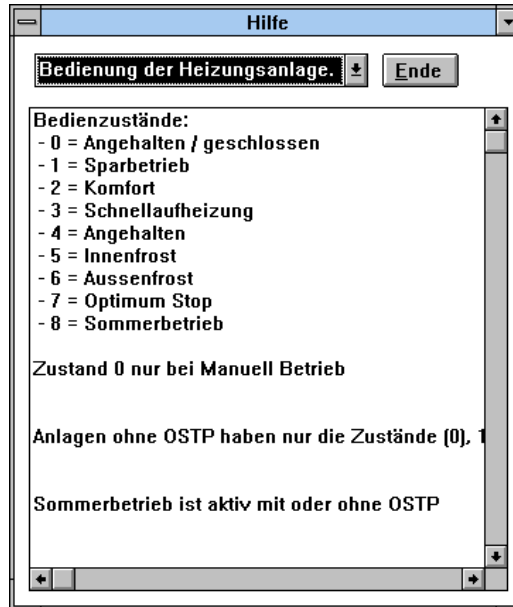 Hilfe
Bedienung der Heizungsanlage.
Ende
Bedienzustände:
- 0 = Angehalten / geschlossen
- 1 = Sparbetrieb
- 2 = Komfort
- 3 = Schnellaufheizung
- 4 = Angehalten
- 5 = Innenfrost
- 6 = Aussenfrost
- 7 = Optimum Stop
- 8 = Sommerbetrieb
Zustand 0 nur bei Manuell Betrieb
Anlagen ohne OSTP haben nur die Zustände (0), 1
Sommerbetrieb ist aktiv mit oder ohne OSTP